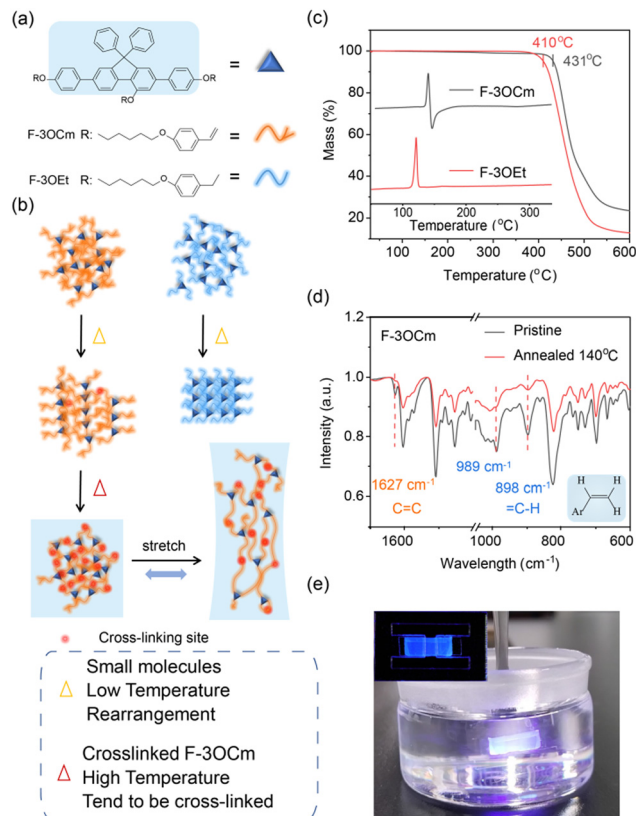 (a)
RO
OR
RO
=
F-3OCm R:
O
=
F-3OEt R:
O
=
(b)
Δ
Δ
Δ
stretch
Cross-linking site
Small molecules
Δ Low Temperature
Rearrangement
Crosslinked F-3OCm
Δ High Temperature
Tend to be cross-linked
(c)
410°C
431°C
100
80
60
40
20
Mass (%)
F-3OCm
F-3OEt
100 200 300
Temperature (°C)
100 200 300 400 500 600
Temperature (°C)
(d)
1.2
1.0
0.8
0.6
Intensity (a.u.)
F-3OCm
Pristine
Annealed 140°C
1627 cm⁻¹
C=C
989 cm⁻¹
898 cm⁻¹
=C-H
H H
Ar H
1600 1400 1000 800 600
Wavelength (cm⁻¹)
(e)